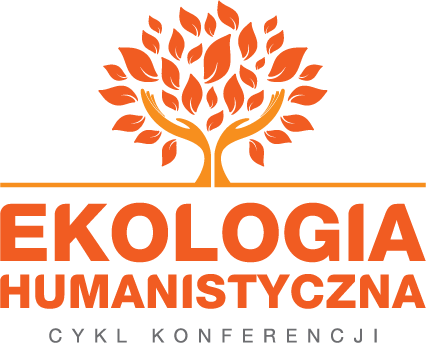 EKOLOGIA
HUMANISTYCZNA
CYKL KONFERENCJI